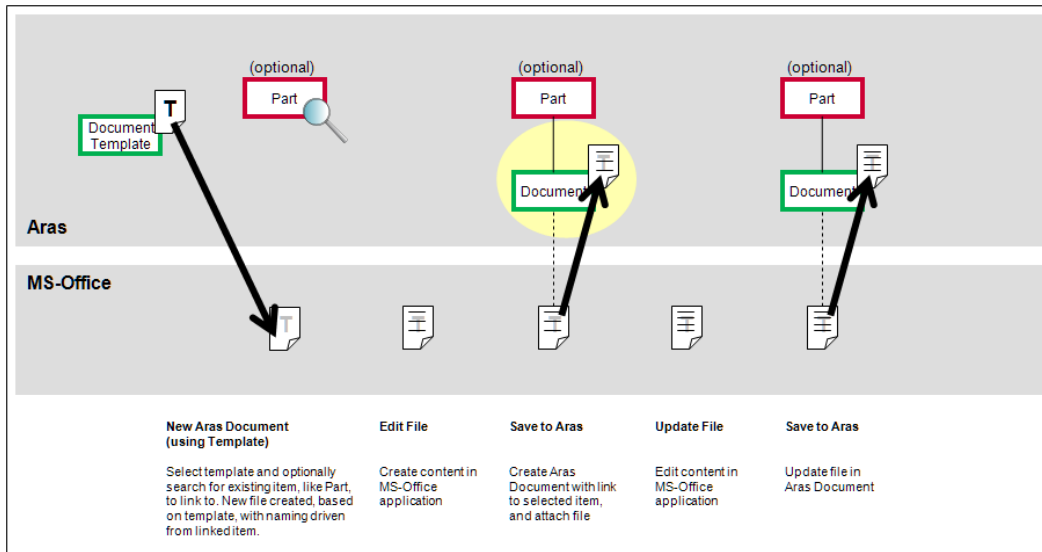 (optional)
(optional)
(optional)
Part
Part
Part
T
Document
Template
T
T
Document
Document
Aras
MS-Office
T
T
T
T
T
New Aras Document
(using Template)
Edit File
Save to Aras
Update File
Save to Aras
Select template and optionally
search for existing item, like Part,
to link to. New file created, based
on template, with naming driven
from linked item.
Create content in
MS-Office
application
Create Aras
Document with link
to selected item,
and attach file
Edit content in
MS-Office
application
Update file in
Aras Document